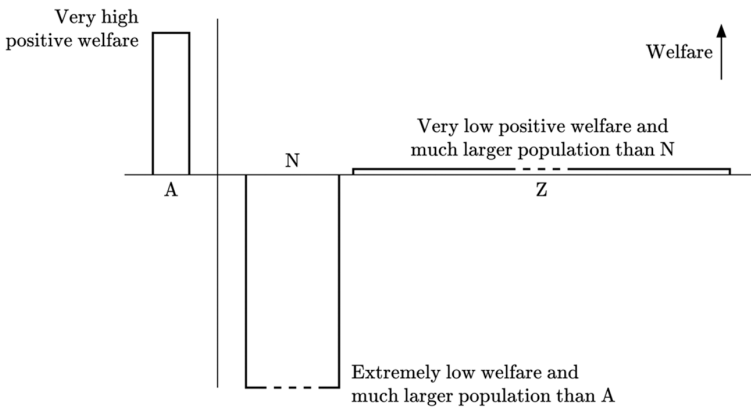 Very high
positive welfare
A
N
Very low positive welfare and
much larger population than N
Z
Welfare
Extremely low welfare and
much larger population than A